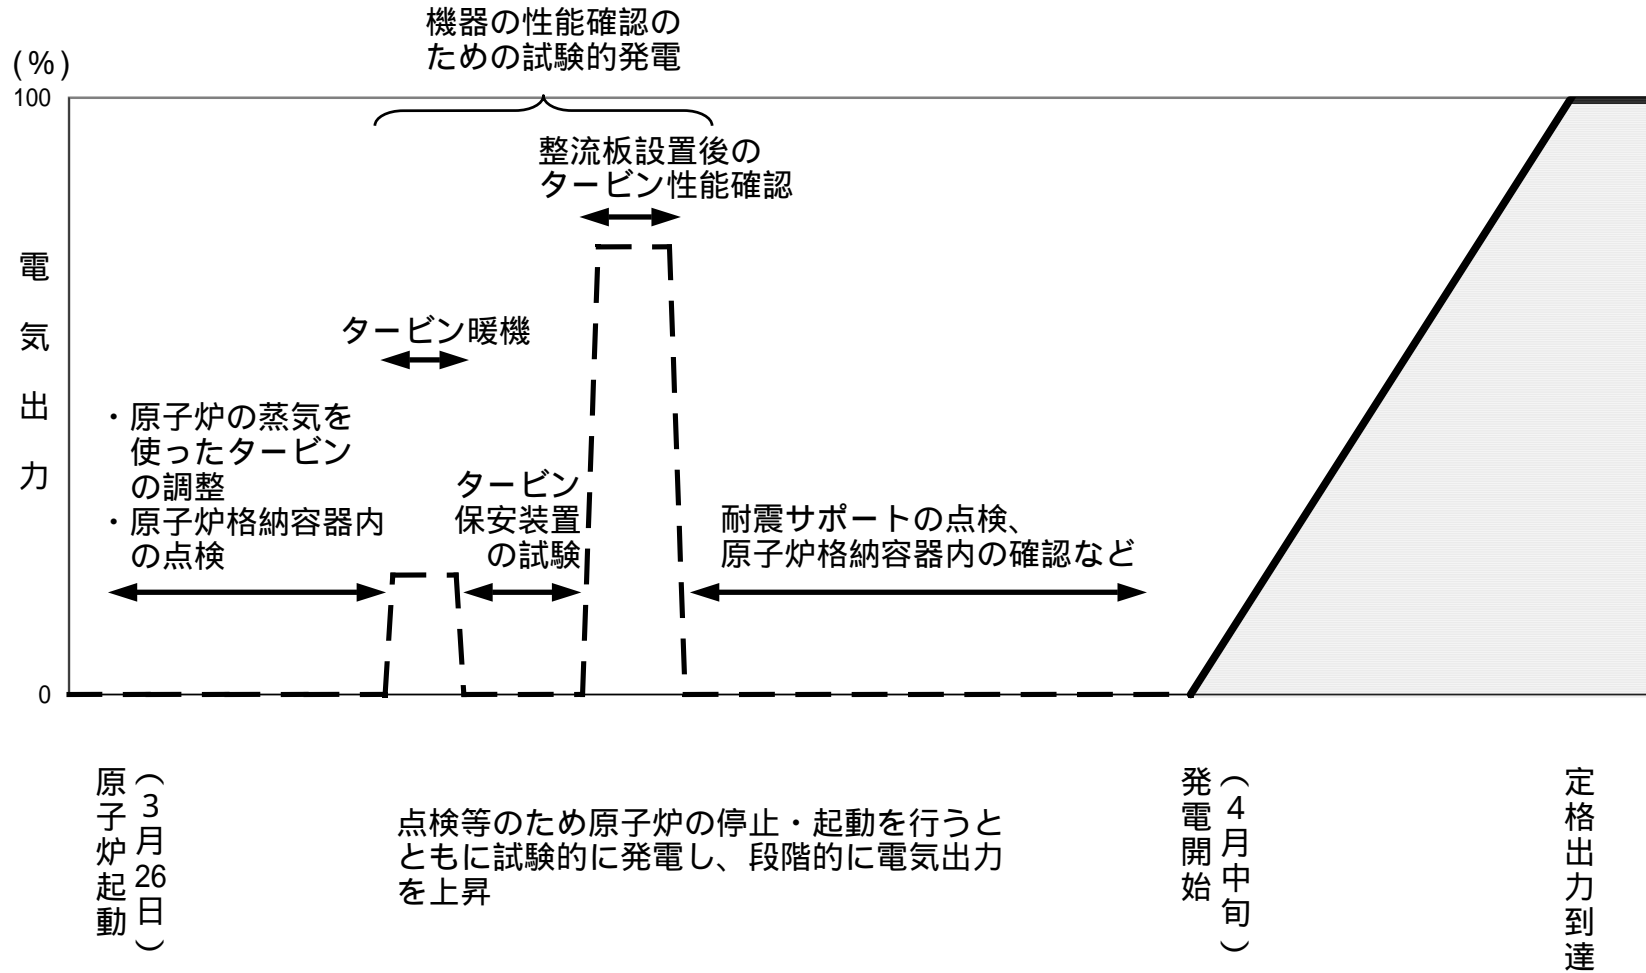 機器の性能確認の
ための試験的発電
(%)
100
整流板設置後の
タービン性能確認
電気出力
タービン暖機
・原子炉の蒸気を
使ったタービン
の調整
・原子炉格納容器内
の点検
タービン
保安装置
の試験
耐震サポートの点検、
原子炉格納容器内の確認など
0
原子炉起動
(3月26日)
点検等のため原子炉の停止・起動を行うと
ともに試験的に発電し、段階的に電気出力
を上昇
発電開始
(4月中旬)
定格出力到達